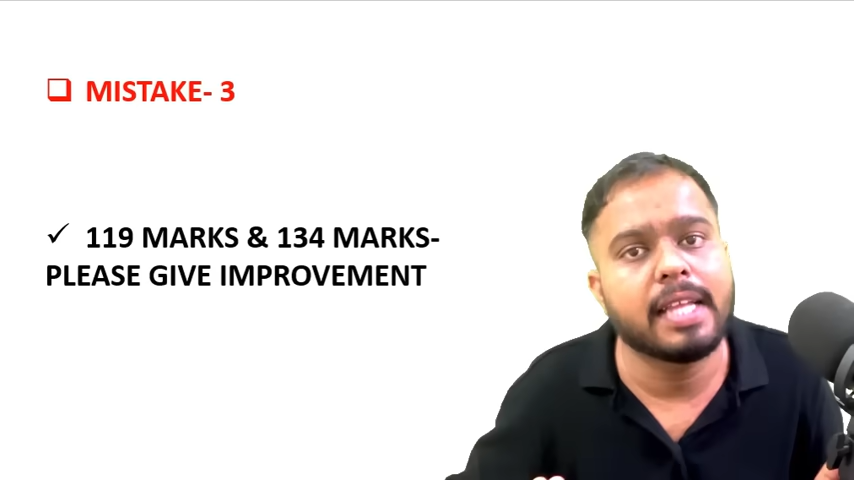 MISTAKE- 3
119 MARKS & 134 MARKS-
PLEASE GIVE IMPROVEMENT